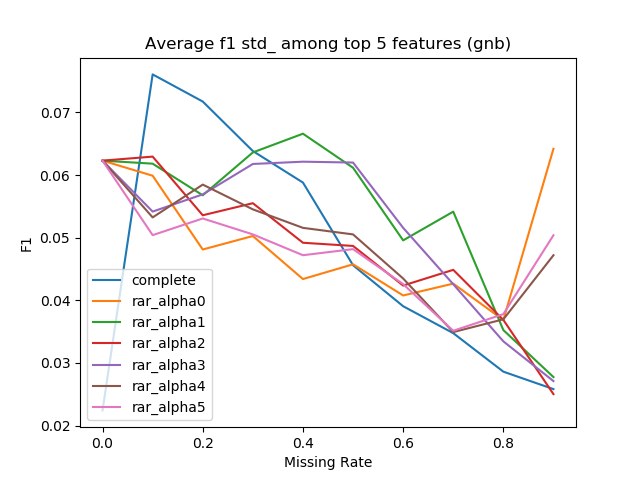 Average f1 std_ among top 5 features (gnb)
F1
0.07
0.06
0.05
0.04
0.03
0.02
complete
rar_alpha0
rar_alpha1
rar_alpha2
rar_alpha3
rar_alpha4
rar_alpha5
0.0 0.2 0.4 0.6 0.8
Missing Rate